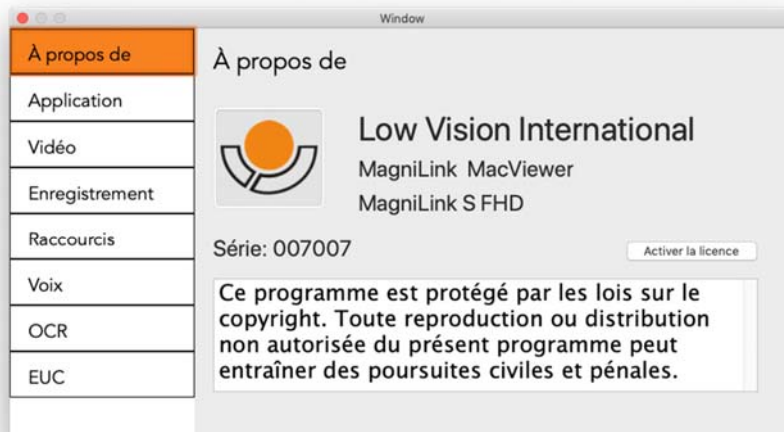 Window
À propos de
Application
Vidéo
Enregistrement
Raccourcis
Voix
OCR
EUC
À propos de
Low Vision International
MagniLink MacViewer
MagniLink S FHD
Série: 007007
Activer la licence
Ce programme est protégé par les lois sur le
copyright. Toute reproduction ou distribution
non autorisée du présent programme peut
entraîner des poursuites civiles et pénales.